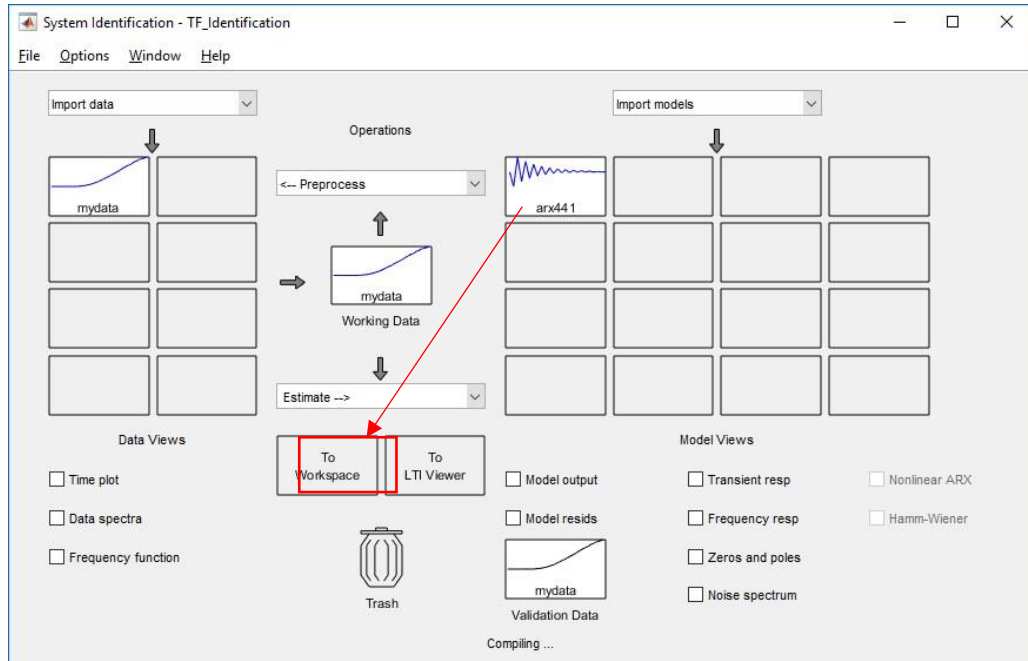 System Identification - TF_Identification
File Options Window Help
Import data
Import models
Operations
mydata
<-- Preprocess
arx441
mydata
Working Data
Estimate -->
Data Views
Model Views
To
Workspace
To
LTI Viewer
Time plot
Data spectra
Frequency function
Trash
Model output
Transient resp
Nonlinear ARX
Model resids
Frequency resp
Hamm-Wiener
Zeros and poles
mydata
Noise spectrum
Validation Data
Compiling ...